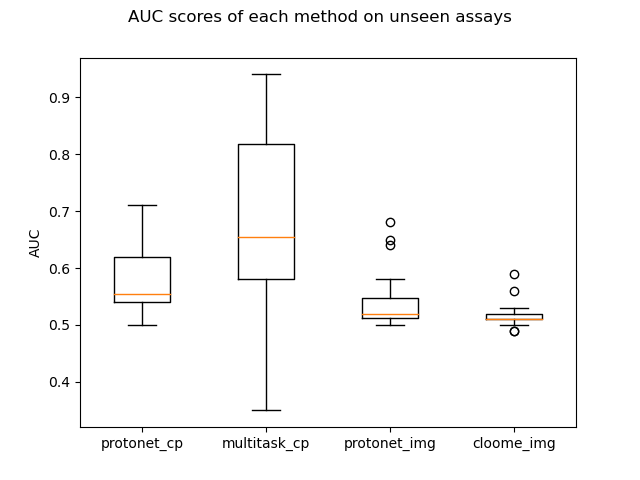 AUC scores of each method on unseen assays
0.9
0.8
0.7
0.6
0.5
0.4
AUC
protonet_cp multitask_cp protonet_img cloome_img